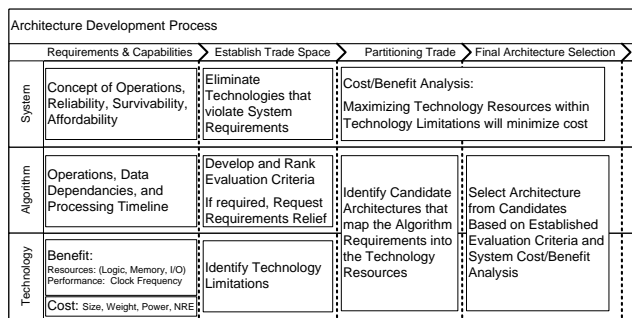 Architecture Development Process
Requirements & Capabilities
Establish Trade Space
Partitioning Trade
Final Architecture Selection
System
Concept of Operations,
Reliability, Survivability,
Affordability
Eliminate
Technologies that
violate System
Requirements
Cost/Benefit Analysis:
Maximizing Technology Resources within
Technology Limitations will minimize cost
Algorithm
Operations, Data
Dependancies, and
Processing Timeline
Develop and Rank
Evaluation Criteria
If required, Request
Requirements Relief
Identify Candidate
Architectures that
map the Algorithm
Requirements into
the Technology
Resources
Select Architecture
from Candidates
Based on Established
Evaluation Criteria and
System Cost/Benefit
Analysis
Technology
Benefit:
Resources: (Logic, Memory, I/O)
Performance: Clock Frequency
Cost: Size, Weight, Power, NRE
Identify Technology
Limitations